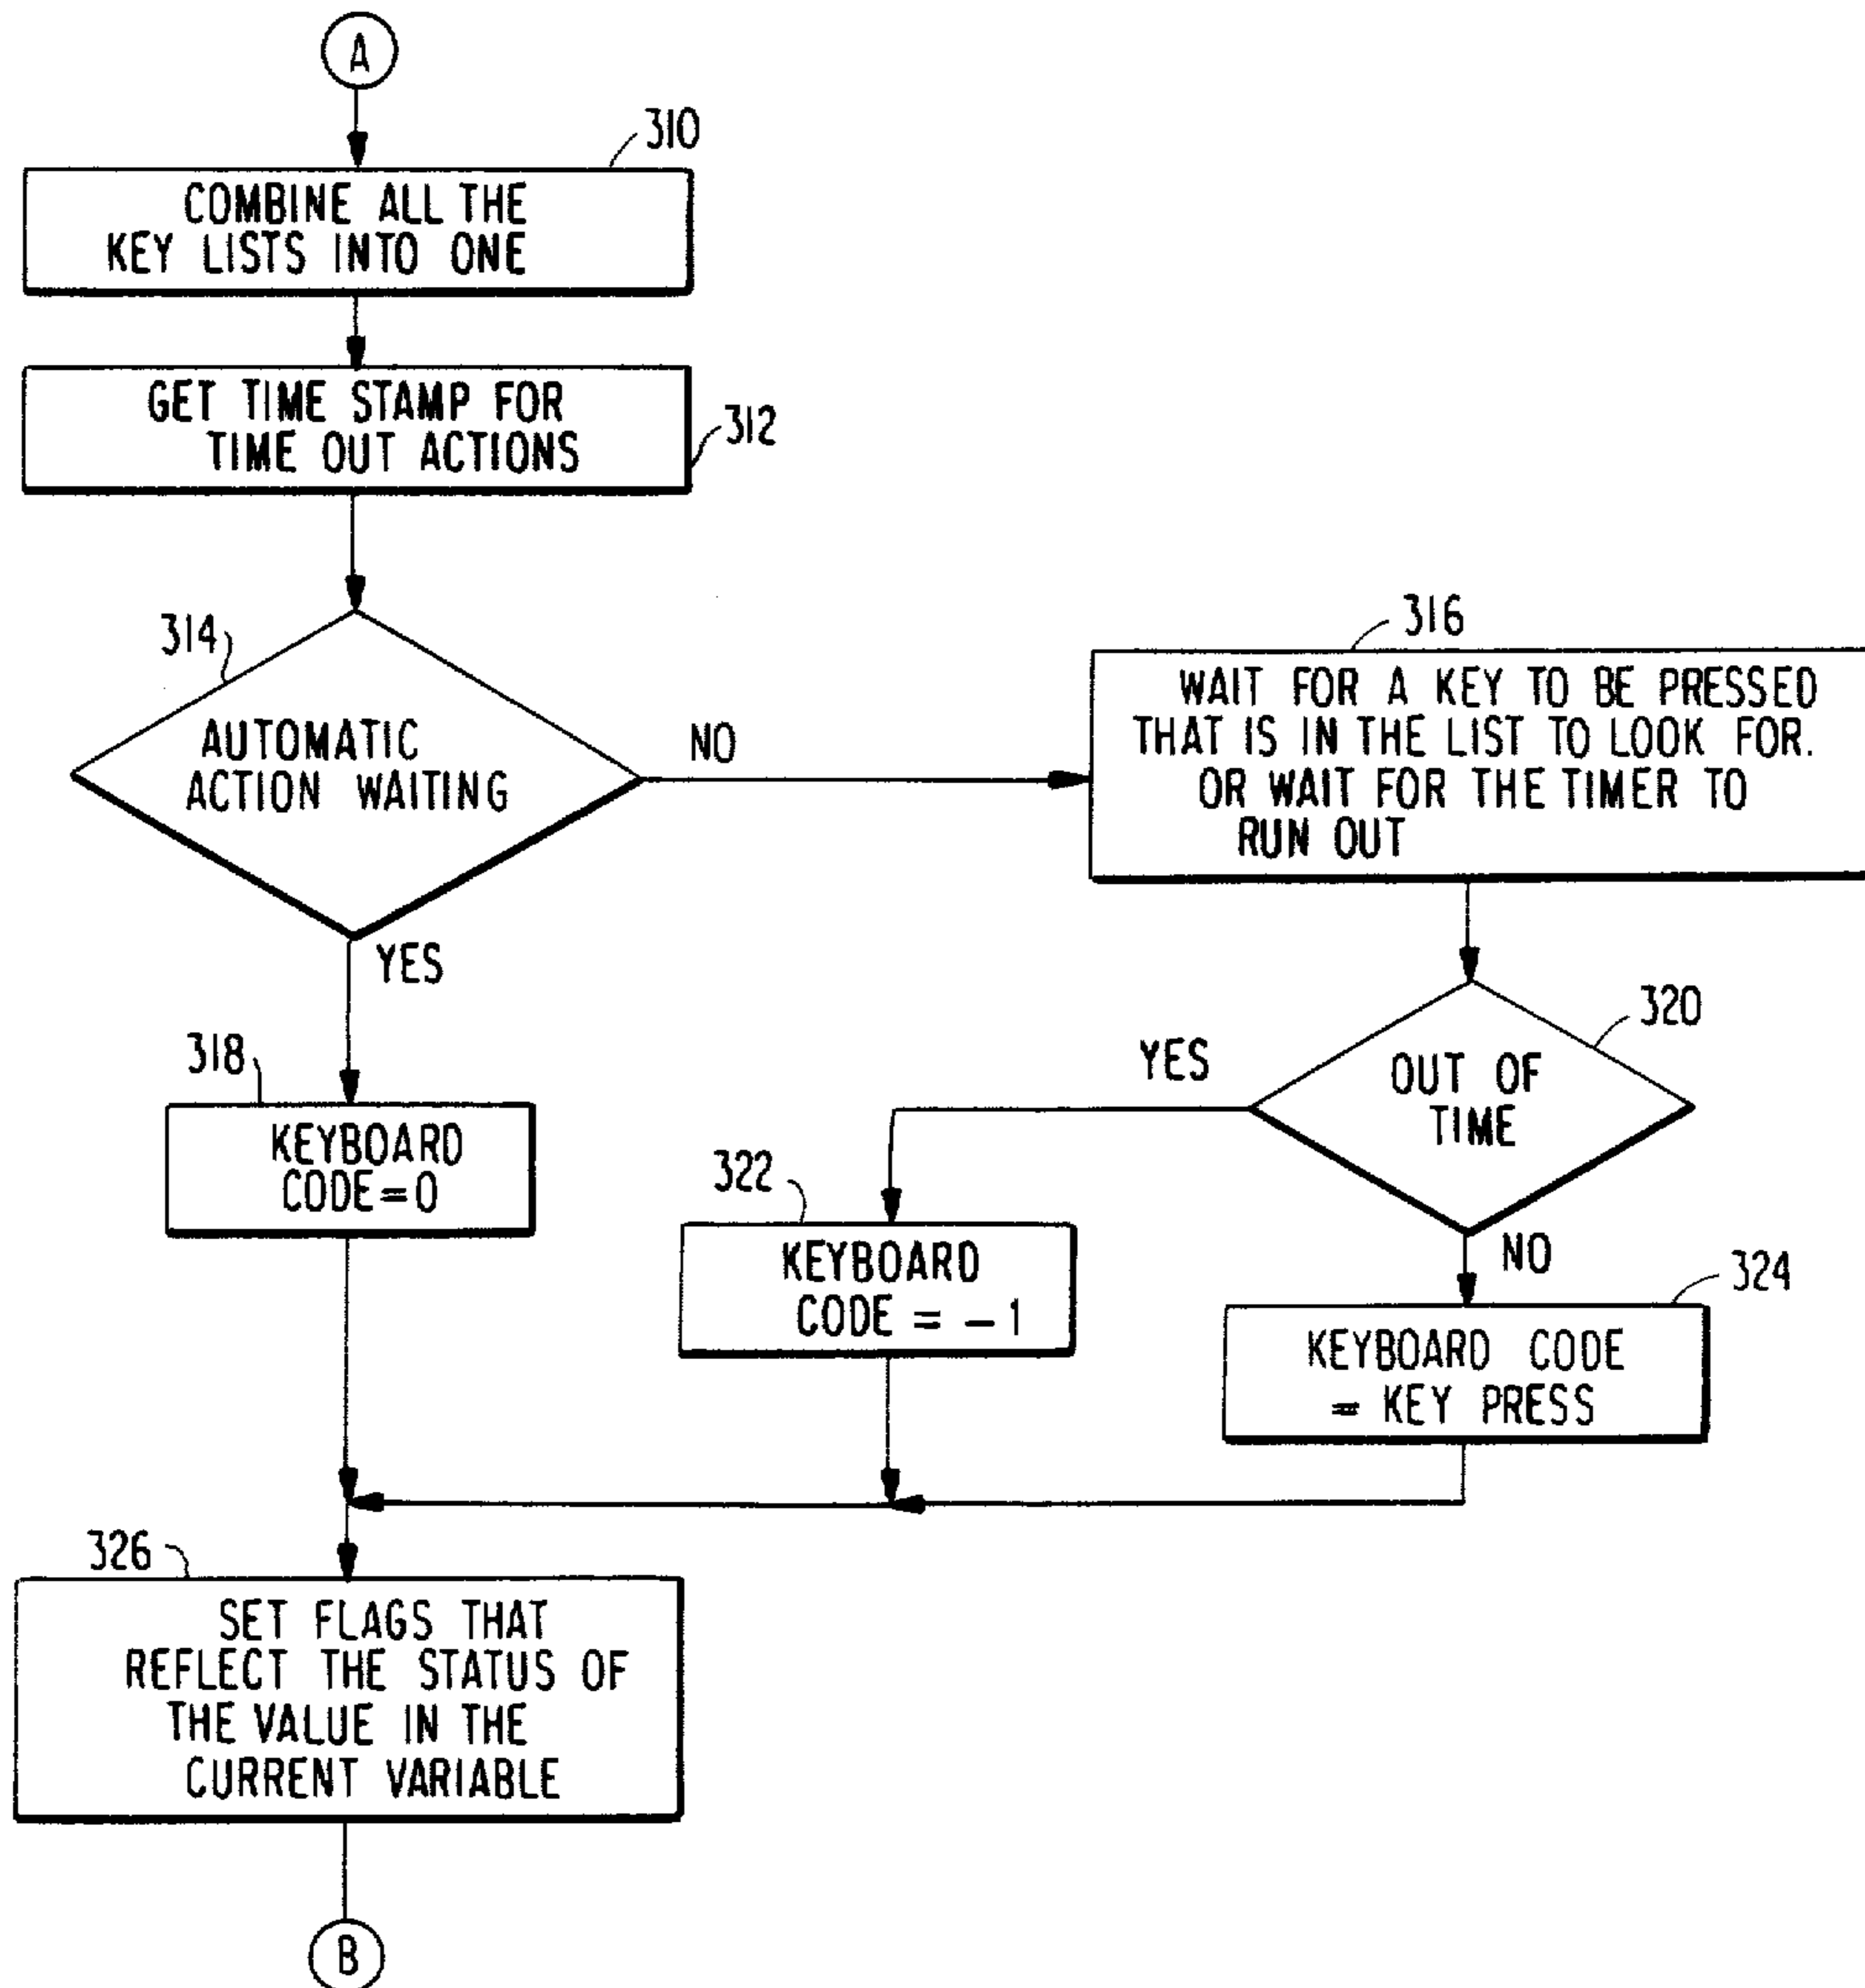 A
310
COMBINE ALL THE
KEY LISTS INTO ONE
GET TIME STAMP FOR
TIME OUT ACTIONS
312
314
AUTOMATIC
ACTION WAITING
NO
YES
316
WAIT FOR A KEY TO BE PRESSED
THAT IS IN THE LIST TO LOOK FOR.
OR WAIT FOR THE TIMER TO
RUN OUT
320
OUT OF
TIME
YES
NO
318
KEYBOARD
CODE=0
322
KEYBOARD
CODE = -1
324
KEYBOARD CODE
= KEY PRESS
326
SET FLAGS THAT
REFLECT THE STATUS OF
THE VALUE IN THE
CURRENT VARIABLE
B